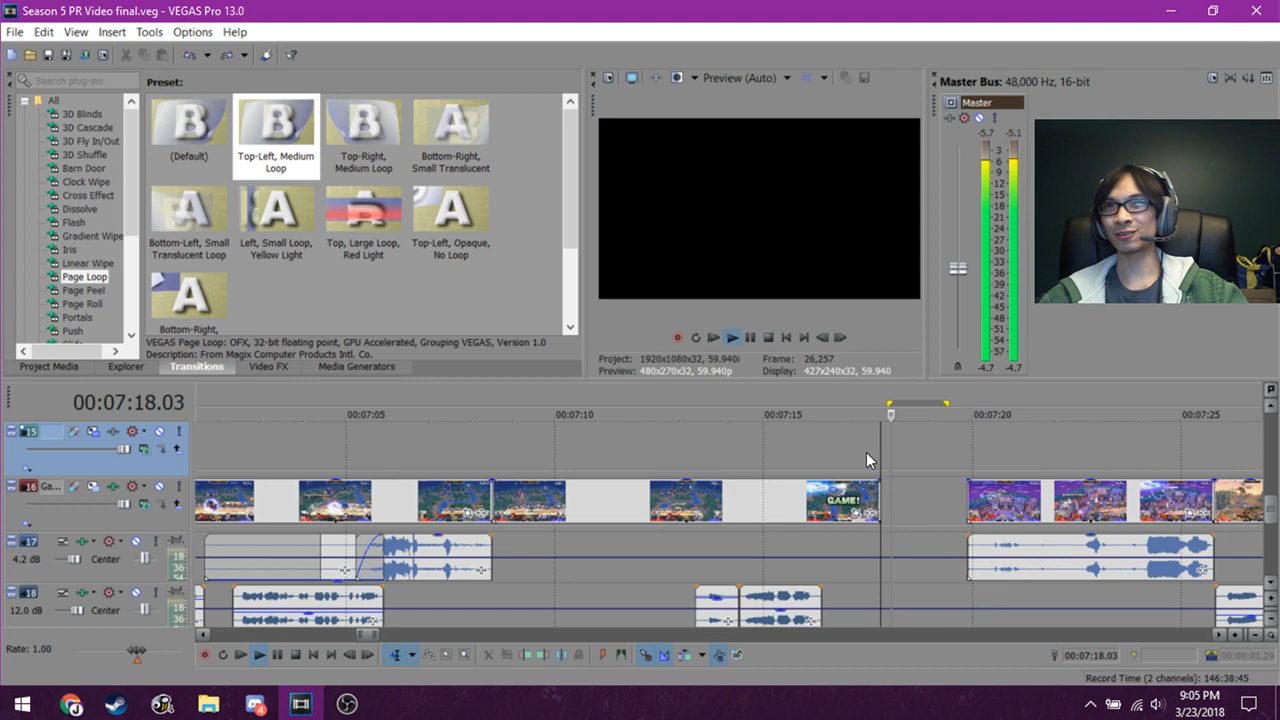 Season 5 PR Video final.veg - VEGAS Pro 13.0
File Edit View Insert Tools Options Help
Search plug-ins
All
3D Blinds
3D Cascade
3D Fly In/Out
3D Shuffle
Barn Door
Clock Wipe
Cross Effect
Dissolve
Flash
Gradient Wipe
Iris
Linear Wipe
Page Loop
Page Peel
Page Roll
Portals
Push
Preset:
(Default)
Top-Left, Medium Loop
Top-Right, Medium Loop
Bottom-Right, Small Translucent
Bottom-Left, Small Translucent Loop
Left, Small Loop, Yellow Light
Top, Large Loop, Red Light
Top-Left, Opaque, No Loop
Bottom-Right,
VEGAS Page Loop: OFX, 32-bit floating point, GPU Accelerated, Grouping VEGAS, Version 1.0
Description: From Magix Computer Products Intl. Co.
Project Media Explorer Transitions Video FX Media Generators
Preview (Auto)
Project: 1920x1080x32, 59.940i Frame: 26,257
Preview: 480x270x32, 59.940p Display: 427x240x32, 59.940
Master Bus: 48,000 Hz, 16-bit
Master
-5.7 -5.1
3
6
9
12
15
18
21
24
27
30
33
36
39
42
45
48
51
54
57
-4.7 -4.7
00:07:18.03
00:07:05 00:07:10 00:07:15 00:07:20 00:07:25
15
16 Ga...
GAME!
17 -Inf.
4.2 dB Center 18
36
54
18 -Inf.
12.0 dB Center 18
36
Rate: 1.00
00:07:18.03 00:00:01.29
Record Time (2 channels): 146:38:45
4
9:05 PM
3/23/2018